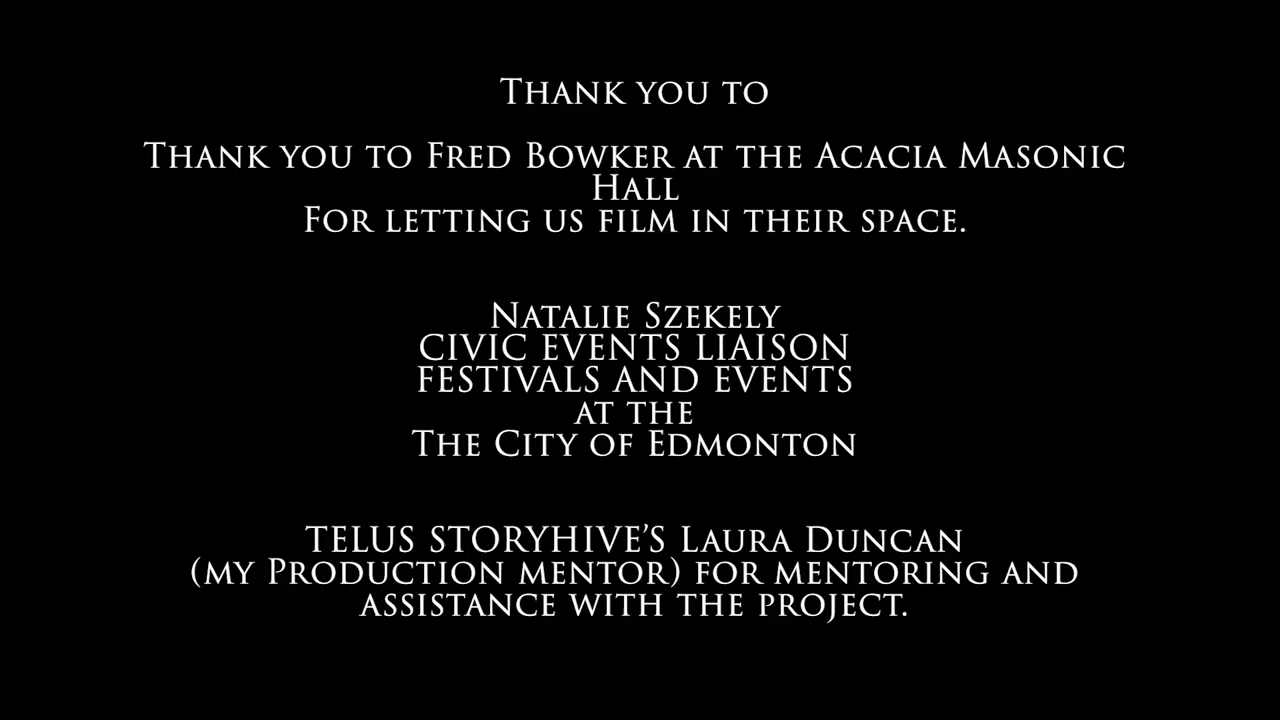 Thank you to
Thank you to Fred Bowker at the Acacia Masonic
Hall
For letting us film in their space.
Natalie Szekely
CIVIC EVENTS LIAISON
FESTIVALS AND EVENTS
at the
The City of Edmonton
TELUS STORYHIVE'S Laura Duncan
(my Production mentor) for mentoring and
assistance with the project.